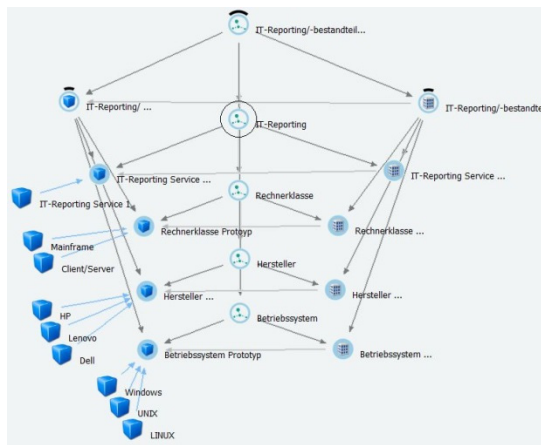 IT-Reporting/-bestandteil...
IT-Reporting/ ...
IT-Reporting/-bestandte
IT-Reporting
IT-Reporting Service ...
IT-Reporting Service ...
IT-Reporting Service 1
Rechnerklasse
Rechnerklasse Protoyp
Rechnerklasse ...
Mainframe
Client/Server
Hersteller
Hersteller ...
Hersteller ...
HP
Lenovo
Dell
Betriebssystem
Betriebssystem Prototyp
Betriebssystem ...
Windows
UNIX
LINUX